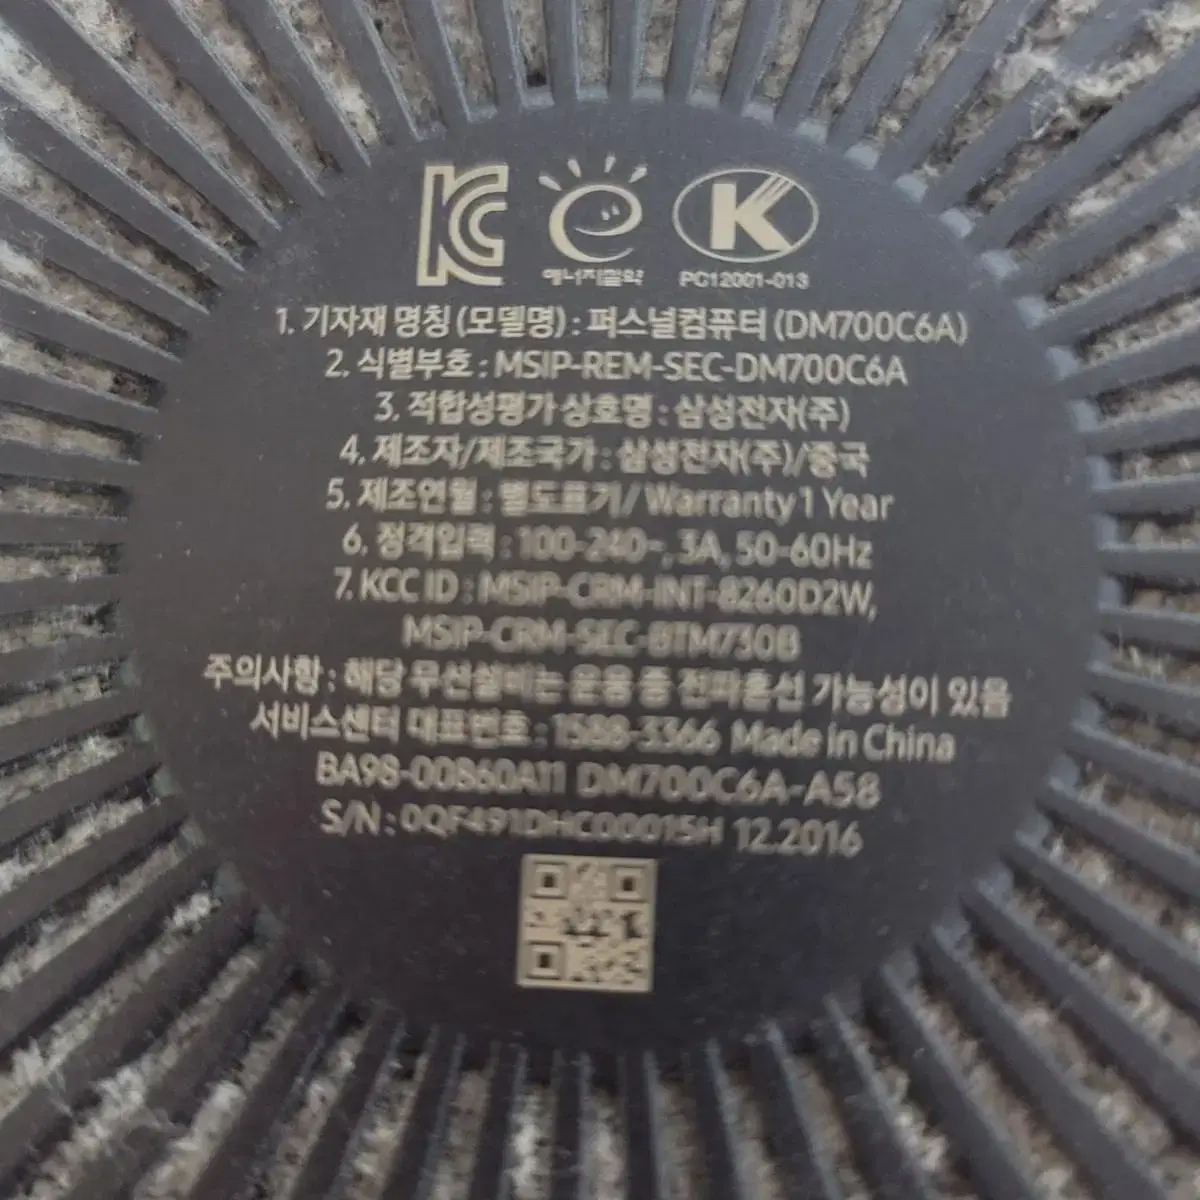 에너지절약
PC12001-013
1. 기자재 명칭 (모델명) : 퍼스널컴퓨터 (DM700C6A)
2. 식별부호 : MSIP-REM-SEC-DM700C6A
3. 적합성평가 상호명 : 삼성전자(주)
4. 제조자/제조국가 : 삼성전자(주)/중국
5. 제조연월 : 별도표기/ Warranty 1 Year
6. 정격입력 : 100-240~, 3A, 50-60Hz
7. KCC ID : MSIP-CRM-INT-8260D2W,
MSIP-CRM-SEC-BTM730B
주의사항 : 해당 무선설비는 운용 중 전파혼선 가능성이 있음
서비스센터 대표번호 : 1588-3366 Made in China
BA98-00860A11 DM700C6A-A58
S/N : 0QF491DHC00015H 12.2016